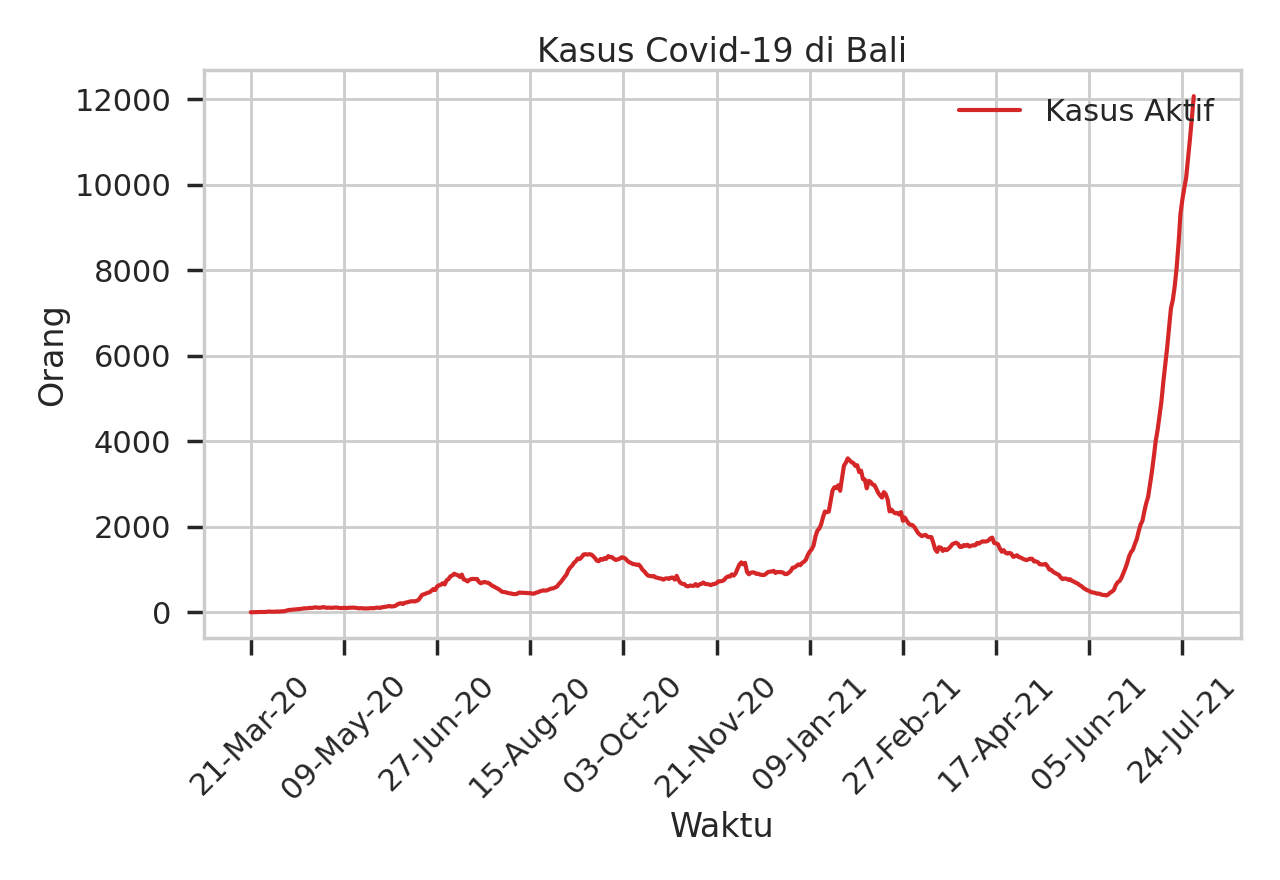 Kasus Covid-19 di Bali
Kasus Aktif
12000
10000
8000
6000
4000
2000
0
Orang
21-Mar-20
09-May-20
27-Jun-20
15-Aug-20
03-Oct-20
21-Nov-20
09-Jan-21
27-Feb-21
17-Apr-21
05-Jun-21
24-Jul-21
Waktu